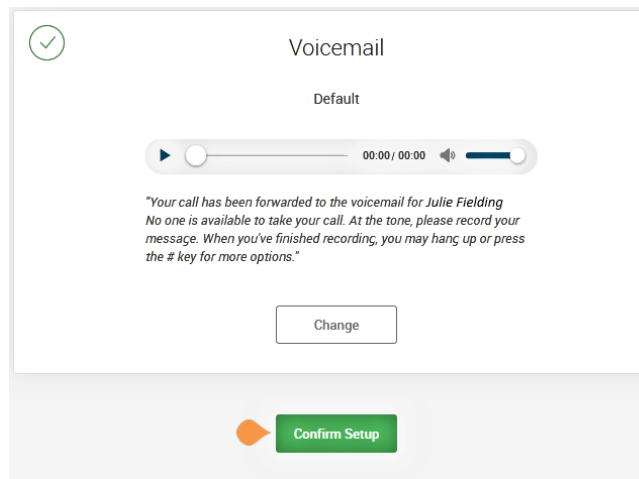 Voicemail
Default
00:00/ 00:00
"Your call has been forwarded to the voicemail for Julie Fielding
No one is available to take your call. At the tone, please record your
message. When you've finished recording, you may hang up or press
the # key for more options."
Change
Confirm Setup